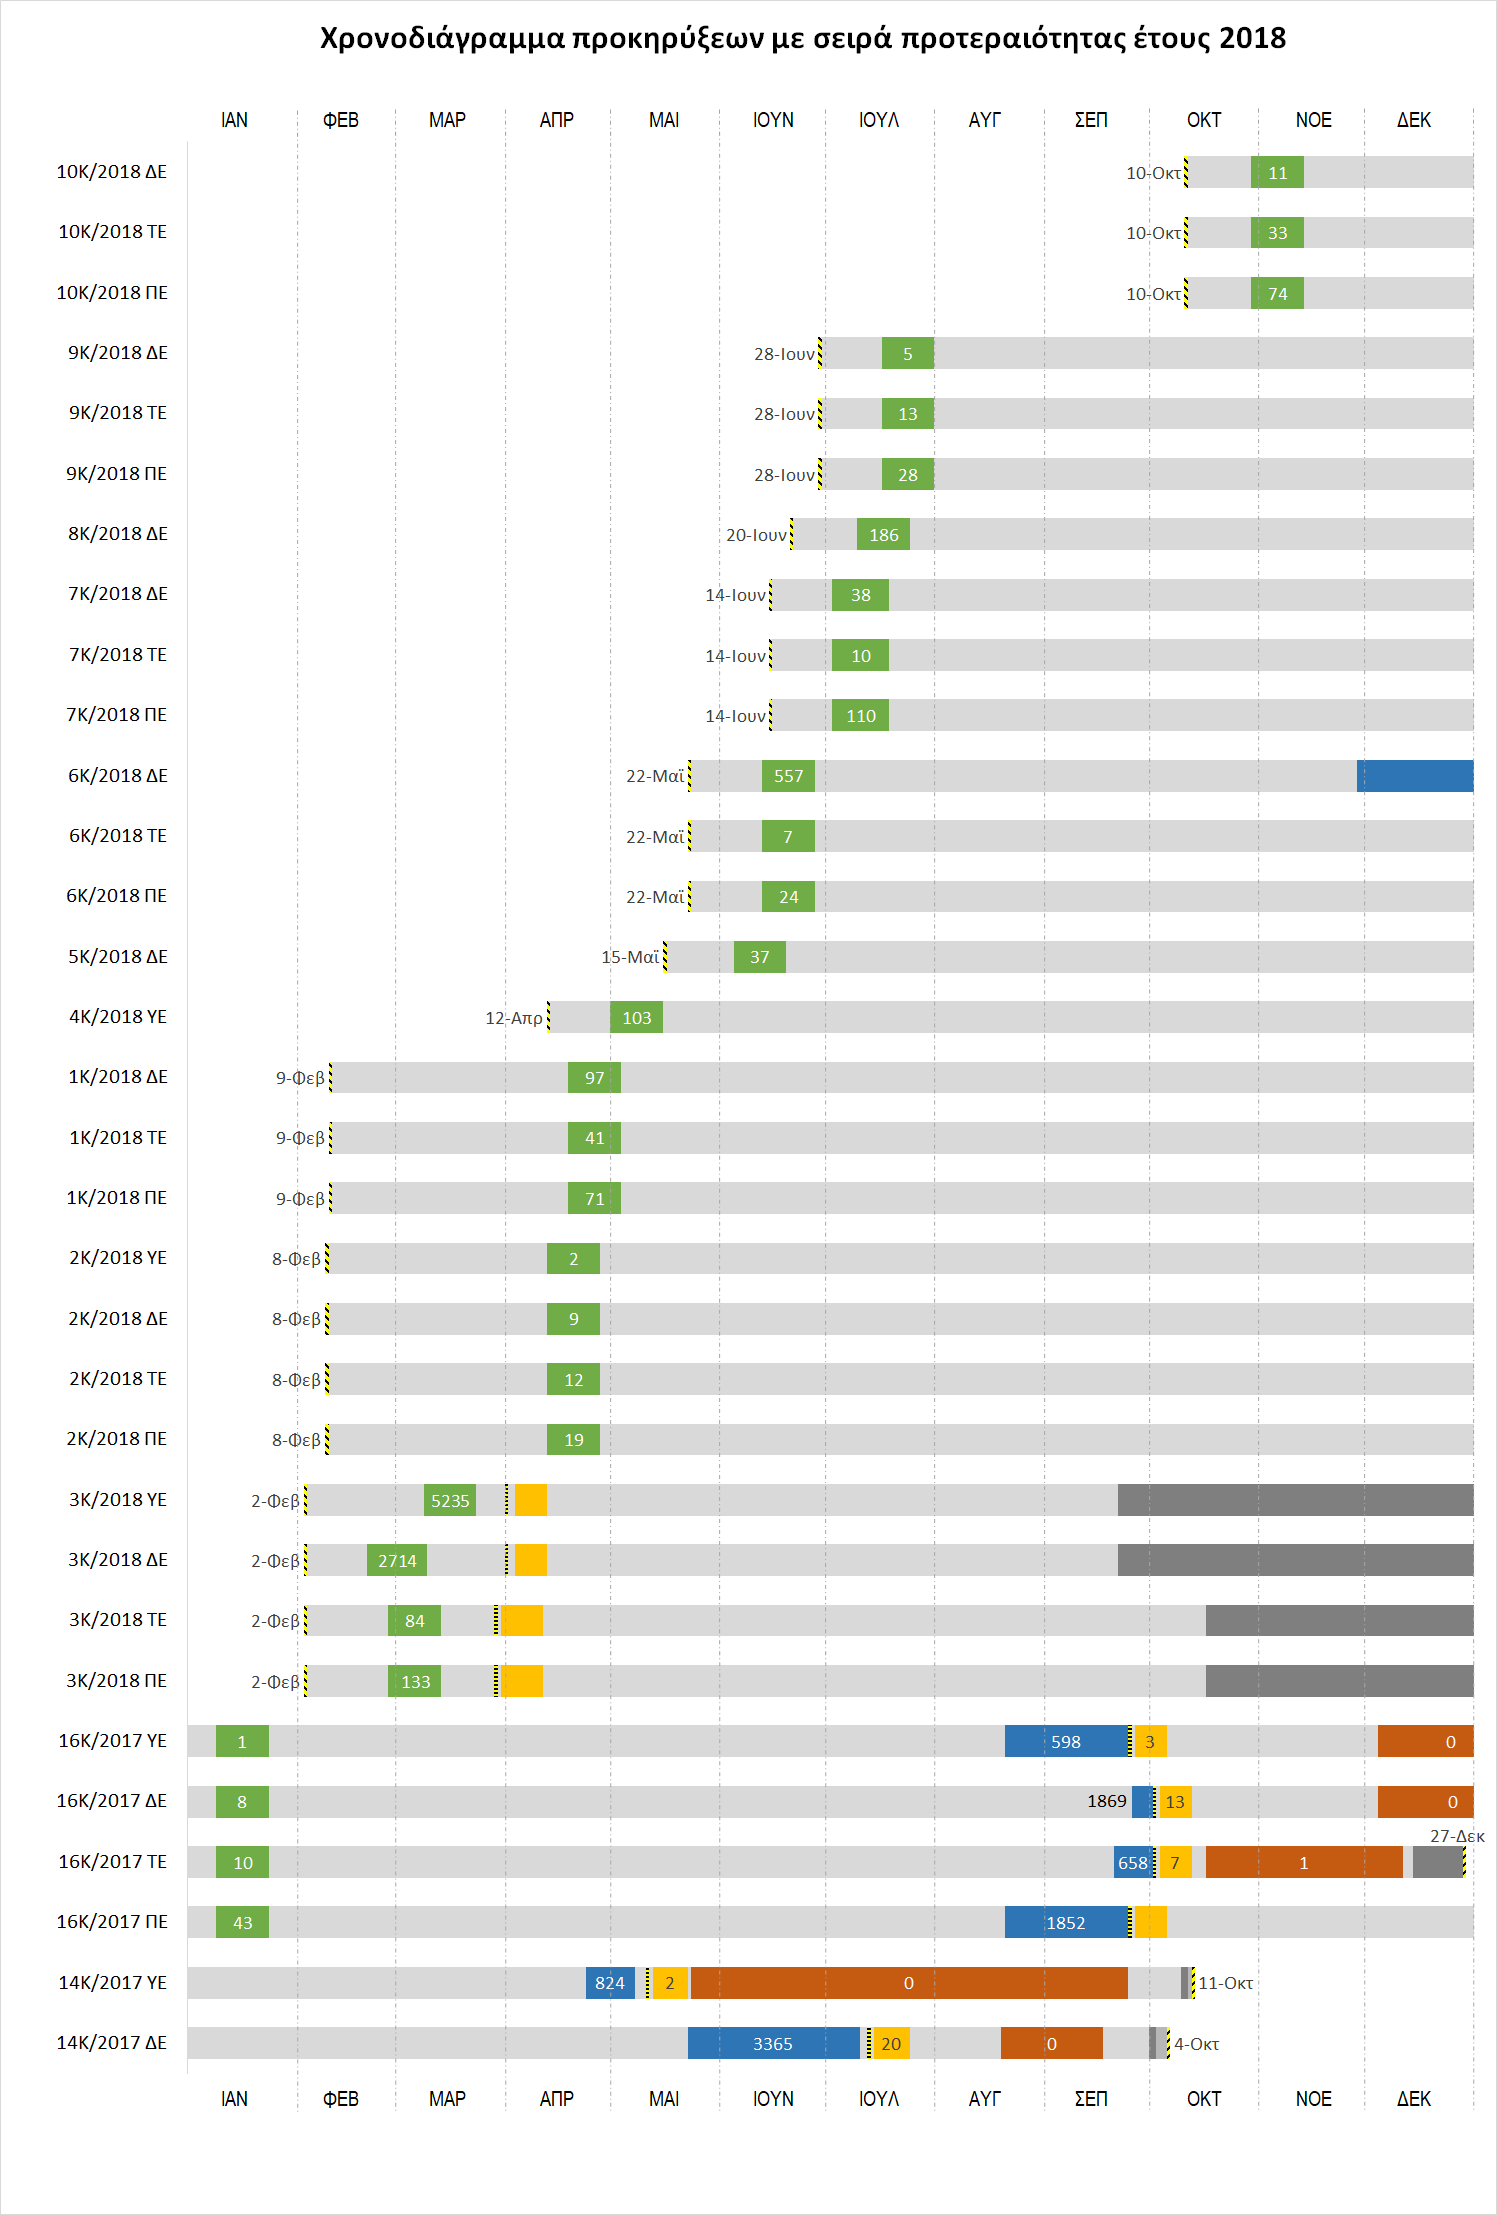 Χρονοδιάγραμμα προκηρύξεων με σειρά προτεραιότητας έτους 2018
ΙΑΝ ΦΕΒ ΜΑΡ ΑΠΡ ΜΑΙ ΙΟΥΝ ΙΟΥΛ ΑΥΓ ΣΕΠ ΟΚΤ ΝΟΕ ΔΕΚ
10Κ/2018 ΔΕ 10-Οκτ 11
10Κ/2018 ΤΕ 10-Οκτ 33
10Κ/2018 ΠΕ 10-Οκτ 74
9Κ/2018 ΔΕ 28-Ιουν 5
9Κ/2018 ΤΕ 28-Ιουν 13
9Κ/2018 ΠΕ 28-Ιουν 28
8Κ/2018 ΔΕ 20-Ιουν 186
7Κ/2018 ΔΕ 14-Ιουν 38
7Κ/2018 ΤΕ 14-Ιουν 10
7Κ/2018 ΠΕ 14-Ιουν 110
6Κ/2018 ΔΕ 22-Μαϊ 557
6Κ/2018 ΤΕ 22-Μαϊ 7
6Κ/2018 ΠΕ 22-Μαϊ 24
5Κ/2018 ΔΕ 15-Μαϊ 37
4Κ/2018 ΥΕ 12-Απρ 103
1Κ/2018 ΔΕ 9-Φεβ 97
1Κ/2018 ΤΕ 9-Φεβ 41
1Κ/2018 ΠΕ 9-Φεβ 71
2Κ/2018 ΥΕ 8-Φεβ 2
2Κ/2018 ΔΕ 8-Φεβ 9
2Κ/2018 ΤΕ 8-Φεβ 12
2Κ/2018 ΠΕ 8-Φεβ 19
3Κ/2018 ΥΕ 2-Φεβ 5235
3Κ/2018 ΔΕ 2-Φεβ 2714
3Κ/2018 ΤΕ 2-Φεβ 84
3Κ/2018 ΠΕ 2-Φεβ 133
16Κ/2017 ΥΕ 1 598 3 0
16Κ/2017 ΔΕ 8 1869 13 0
27-Δεκ
16Κ/2017 ΤΕ 10 658 7 1
16Κ/2017 ΠΕ 43 1852
14Κ/2017 ΥΕ 824 2 0 11-Οκτ
14Κ/2017 ΔΕ 3365 20 0 4-Οκτ
ΙΑΝ ΦΕΒ ΜΑΡ ΑΠΡ ΜΑΙ ΙΟΥΝ ΙΟΥΛ ΑΥΓ ΣΕΠ ΟΚΤ ΝΟΕ ΔΕΚ